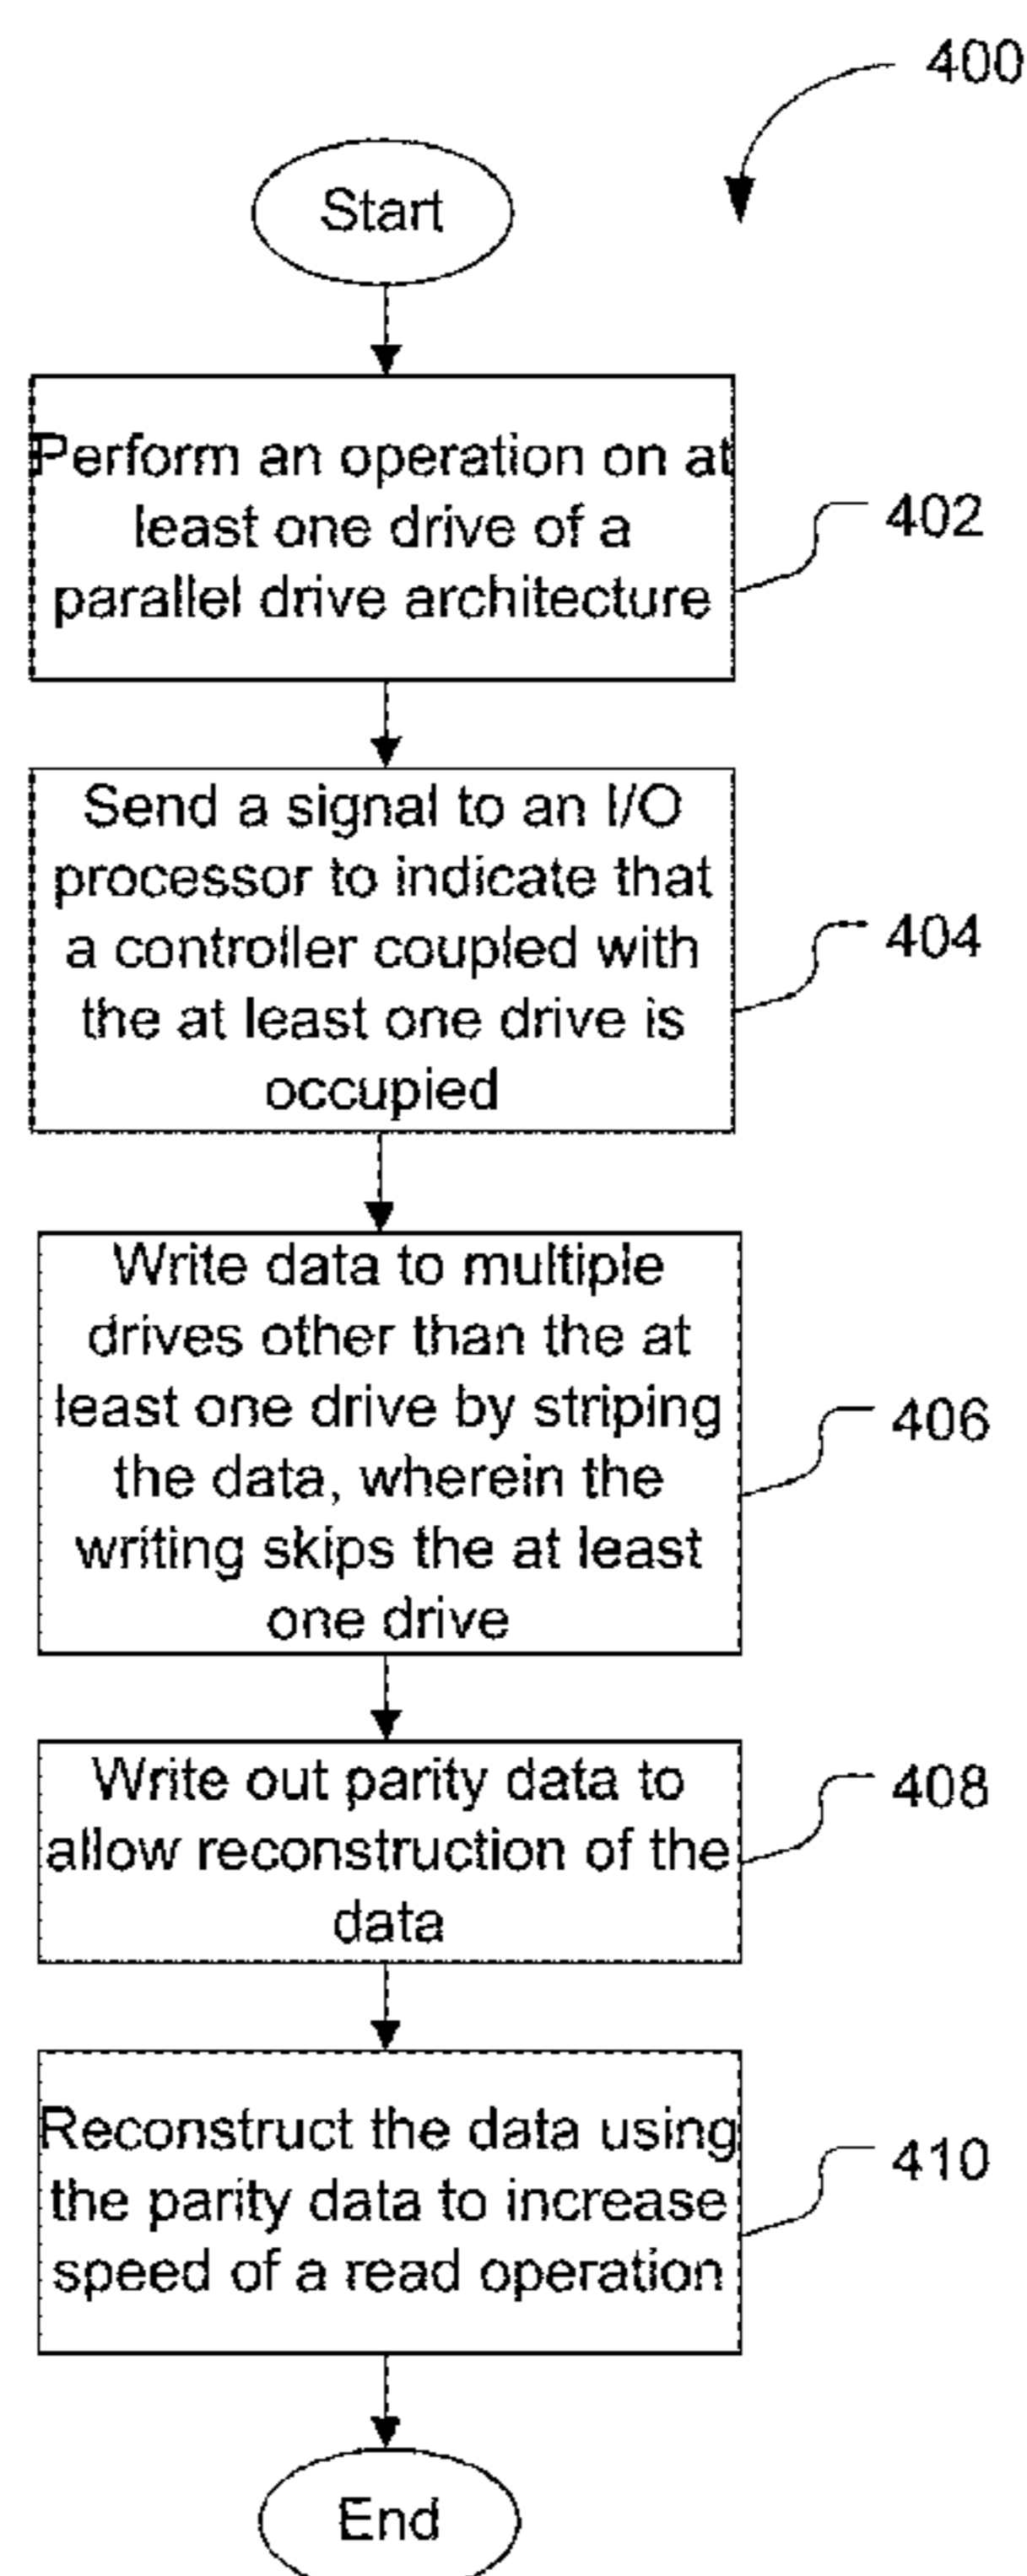 400
Start
Perform an operation on at
least one drive of a
parallel drive architecture
402
Send a signal to an I/O
processor to indicate that
a controller coupled with
the at least one drive is
occupied
404
Write data to multiple
drives other than the at
least one drive by striping
the data, wherein the
writing skips the at least
one drive
406
Write out parity data to
allow reconstruction of the
data
408
Reconstruct the data using
the parity data to increase
speed of a read operation
410
End